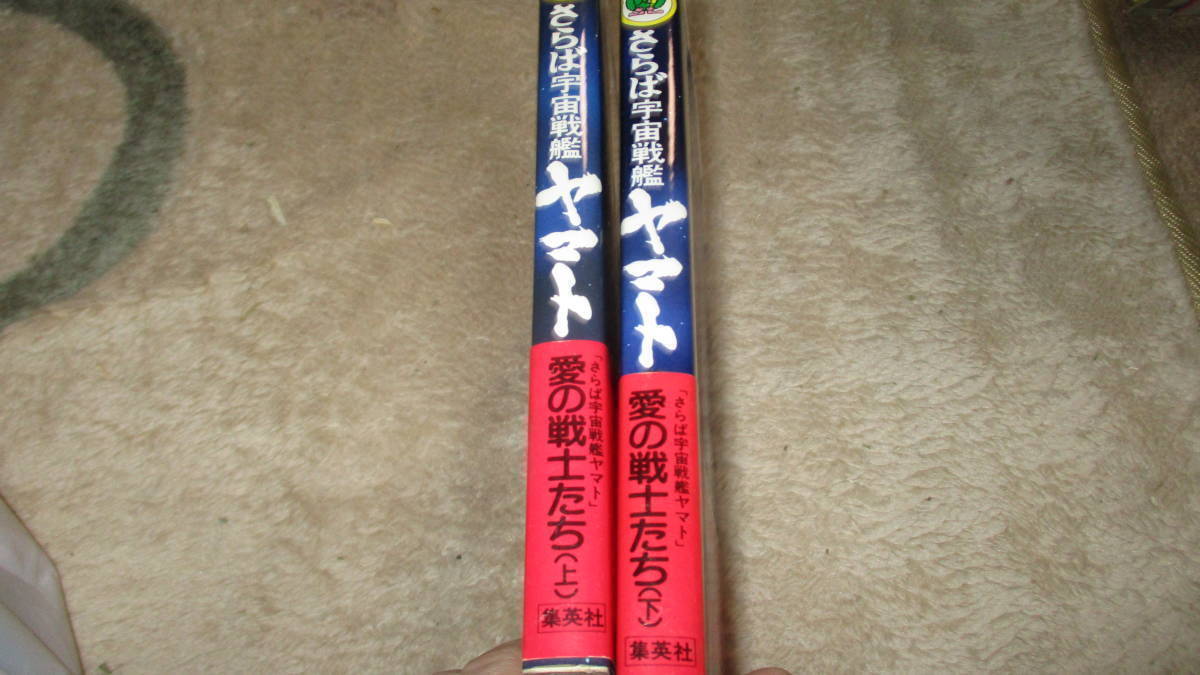 さらば宇宙戦艦
ヤマト
「さらば宇宙戦艦ヤマト」
愛の戦士たち(上)
集英社
さらば宇宙戦艦
ヤマト
「さらば宇宙戦艦ヤマト」
愛の戦士たち(下)
集英社